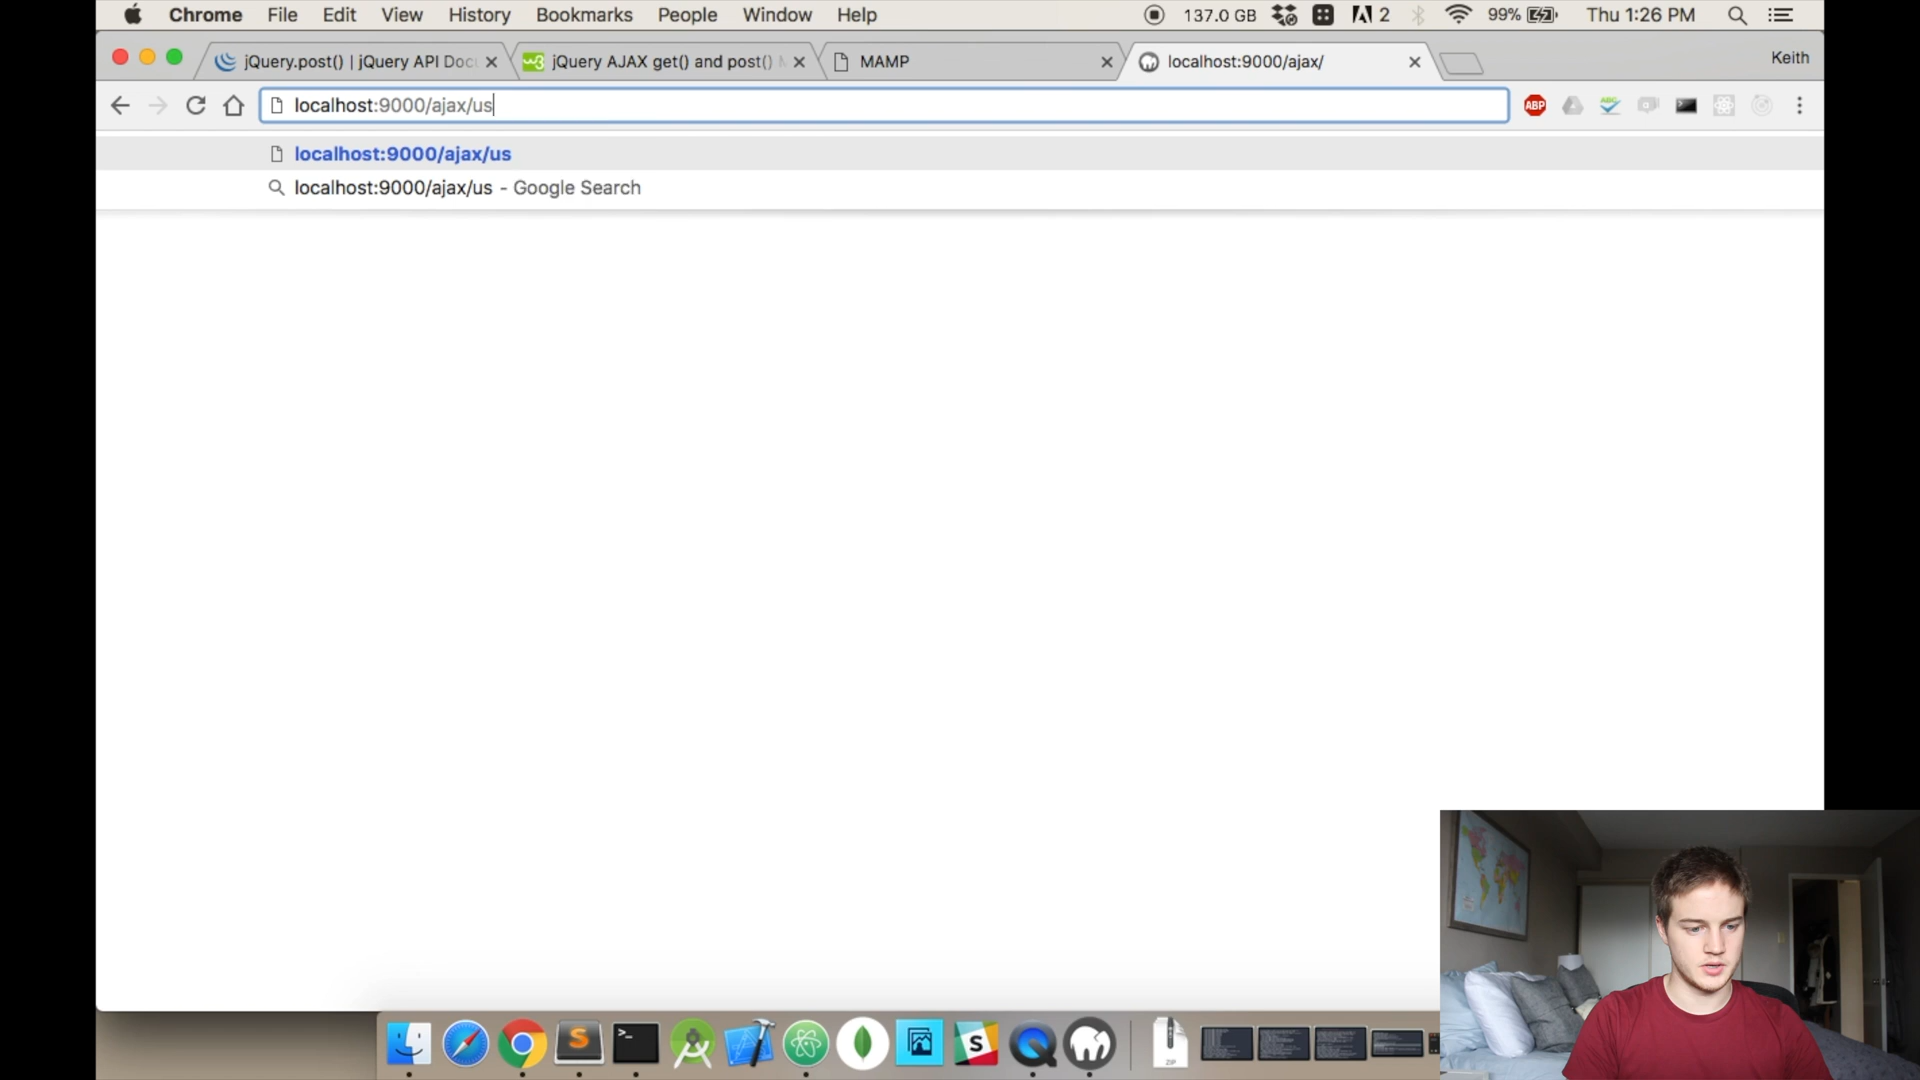 Chrome File Edit View History Bookmarks People Window Help 137.0 GB 2 99% Thu 1:26 PM
jQuery.post() | jQuery API Doc jQuery AJAX get() and post() MAMP localhost:9000/ajax/ Keith
localhost:9000/ajax/us ABP
localhost:9000/ajax/us
localhost:9000/ajax/us - Google Search
S S
ZIP